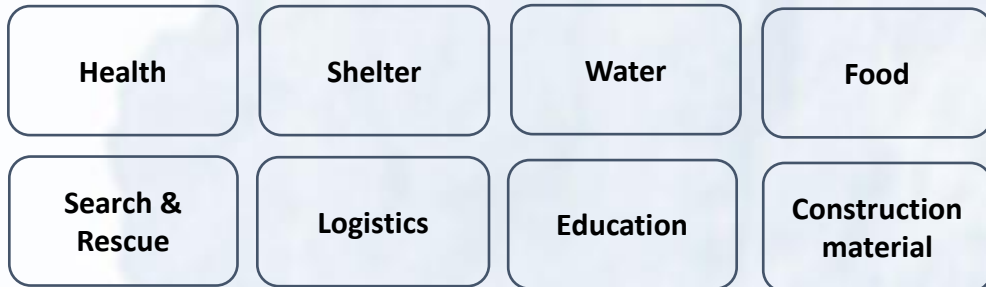 Health
Shelter
Water
Food
Search &
Rescue
Logistics
Education
Construction
material